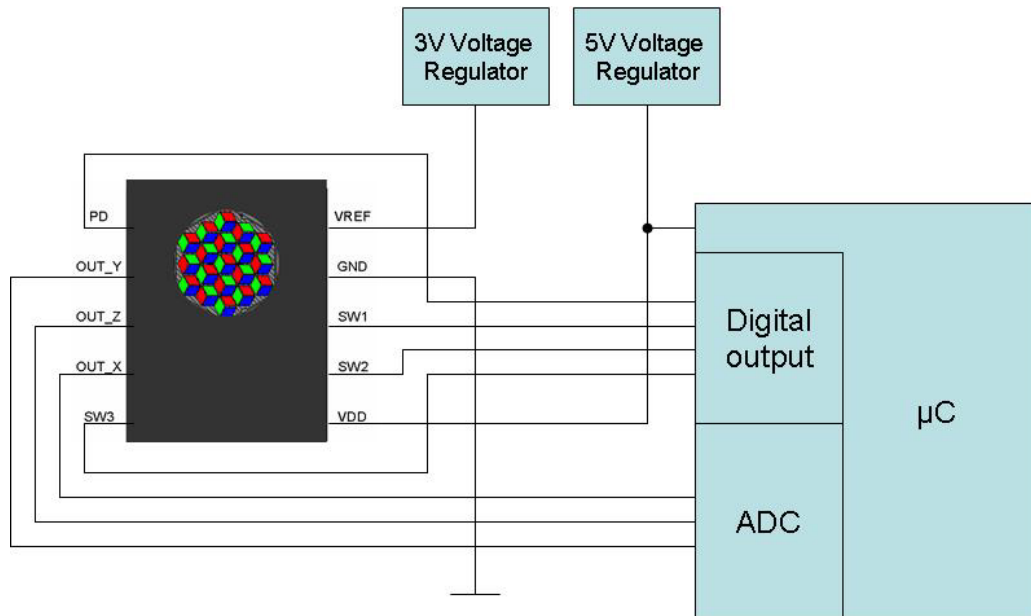 3V Voltage
Regulator
5V Voltage
Regulator
PD
VREF
OUT_Y
GND
OUT_Z
SW1
OUT_X
SW2
SW3
VDD
Digital
output
µC
ADC